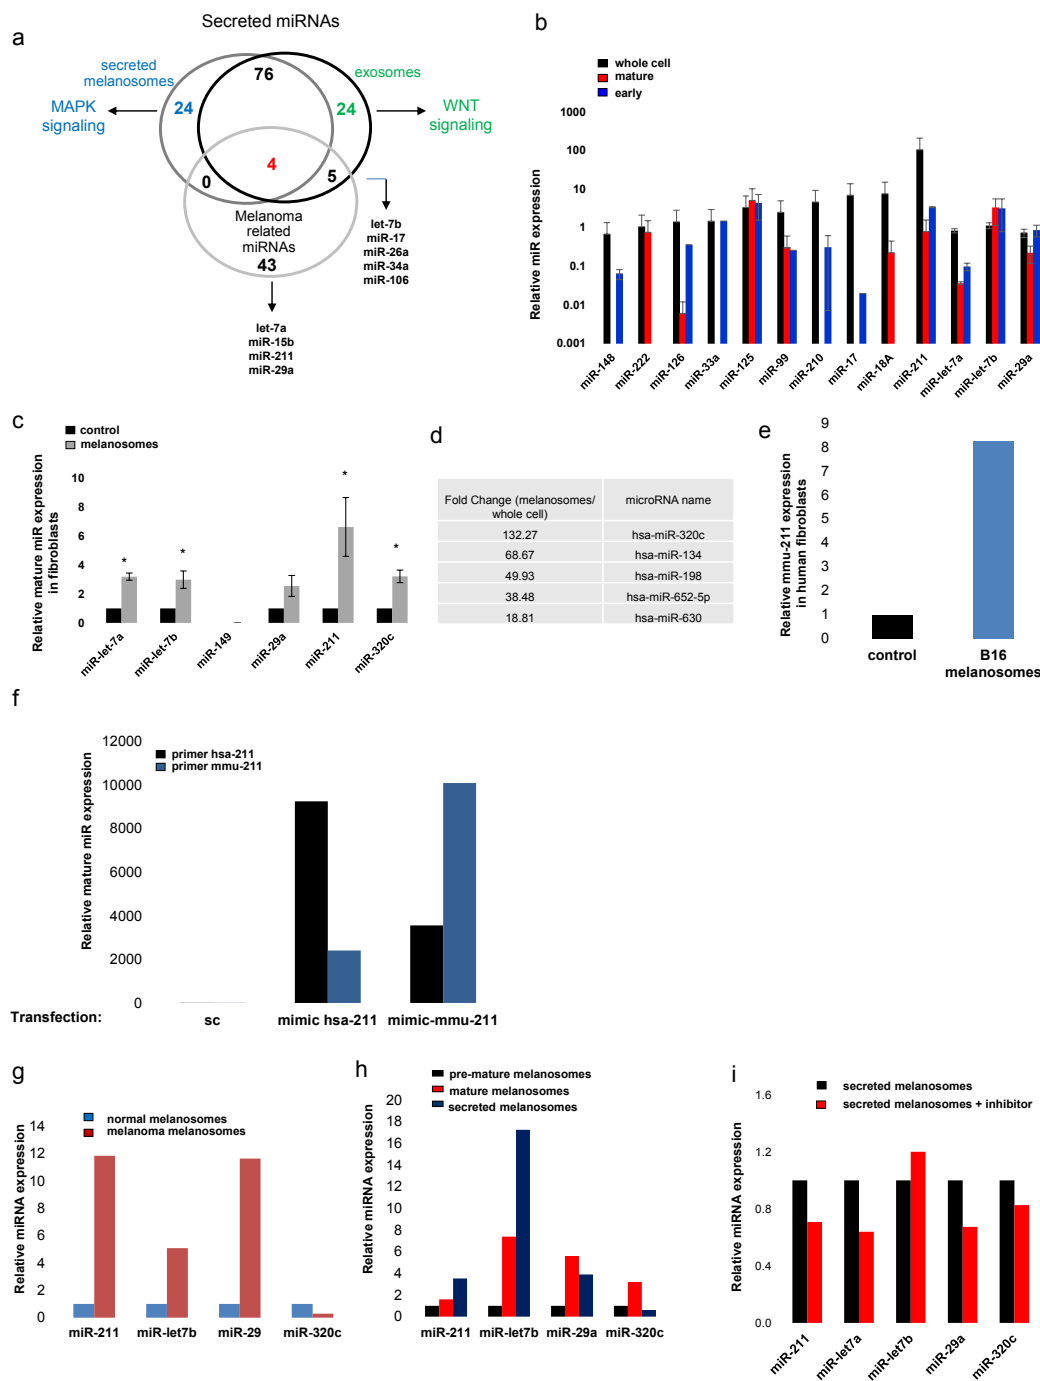 Secreted miRNAs
a
secreted
melanosomes
76
exosomes
24
24
MAPK
signaling
WNT
signaling
4
0
5
Melanoma
related
miRNAs
43
let-7b
miR-17
miR-26a
miR-34a
miR-106
let-7a
miR-15b
miR-211
miR-29a
b
whole cell
mature
early
Relative miR expression
1000
100
10
1
0.1
0.01
0.001
miR-148
miR-222
miR-126
miR-33a
miR-125
miR-99
miR-210
miR-17
miR-18A
miR-211
miR-let-7a
miR-let-7b
miR-29a
c
control
melanosomes
Relative mature miR expression
in fibroblasts
10
8
6
4
2
0
*
*
*
*
miR-let-7a
miR-let-7b
miR-149
miR-29a
miR-211
miR-320c
d
Fold Change (melanosomes/
whole cell)
microRNA name
132.27 hsa-miR-320c
68.67 hsa-miR-134
49.93 hsa-miR-198
38.48 hsa-miR-652-5p
18.81 hsa-miR-630
e
Relative mmu-211 expression
in human fibroblasts
9
8
7
6
5
4
3
2
1
0
control
B16
melanosomes
f
primer hsa-211
primer mmu-211
Relative mature miR expression
12000
10000
8000
6000
4000
2000
0
Transfection:
sc
mimic hsa-211
mimic-mmu-211
g
normal melanosomes
melanoma melanosomes
Relative miRNA expression
14
12
10
8
6
4
2
0
miR-211
miR-let7b
miR-29
miR-320c
h
pre-mature melanosomes
mature melanosomes
secreted melanosomes
Relative miRNA expression
20
18
16
14
12
10
8
6
4
2
0
miR-211
miR-let7b
miR-29a
miR-320c
i
secreted melanosomes
secreted melanosomes + inhibitor
Relative miRNA expression
1.6
1.2
0.8
0.4
0.0
miR-211
miR-let7a
miR-let7b
miR-29a
miR-320c